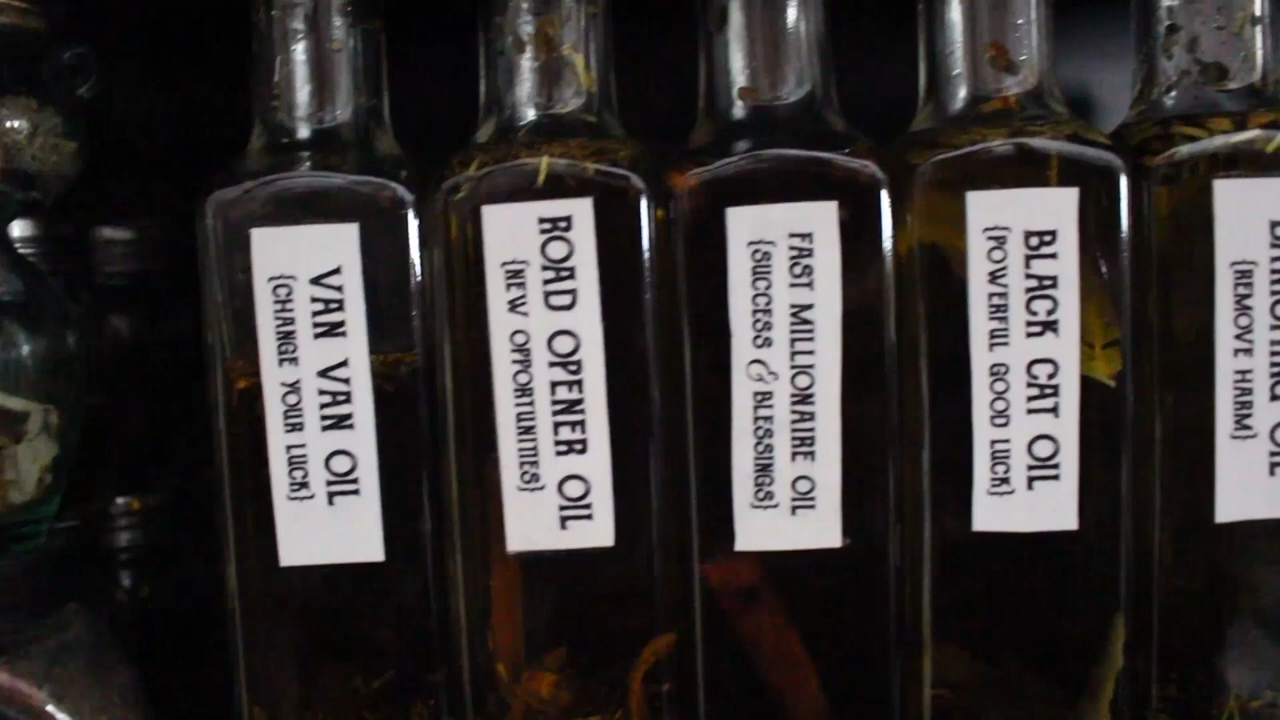 VAN VAN OIL
{CHANGE YOUR LUCK}
ROAD OPENER OIL
{NEW OPPORTUNITIES}
FAST MILLIONAIRE OIL
{SUCCESS & BLESSINGS}
BLACK CAT OIL
{POWERFUL GOOD LUCK}
OIL
{REMOVE HARM}